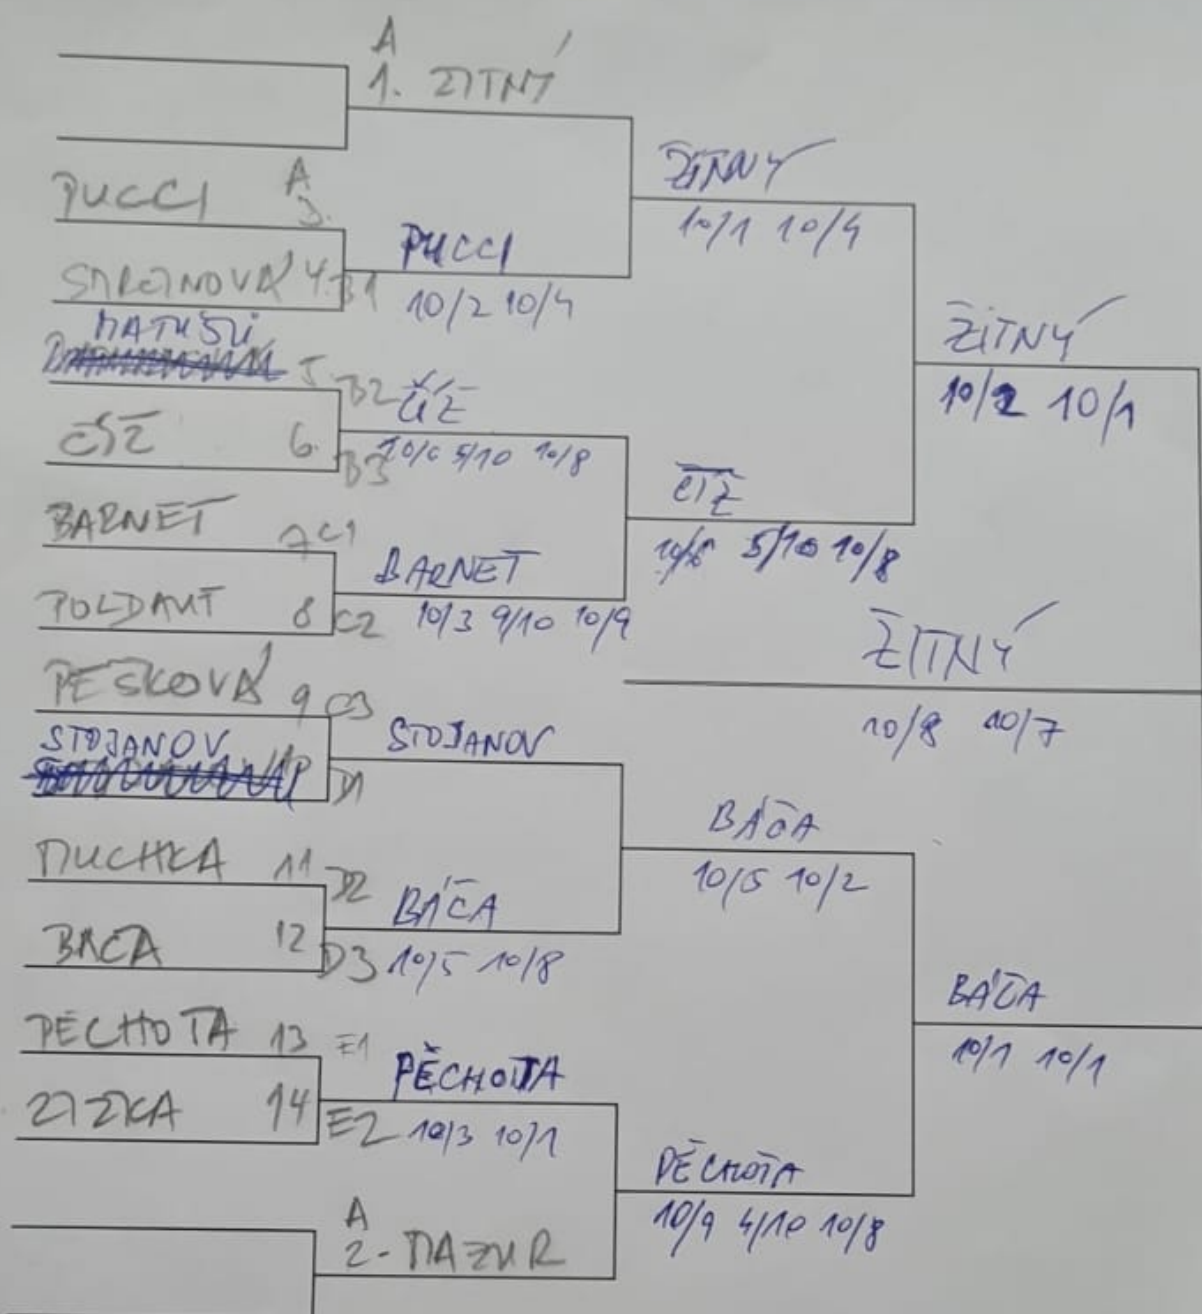 A
1. ŽITNÝ
ŽITNÝ
10/1 10/4
PUCCI A
3.
PUCCI
10/2 10/4
4. B1
MATUŠŮ
5. B2
ČÍŽ
10/6 5/10 10/8
ČÍŽ 6. B3
ŽITNÝ
10/2 10/1
ČÍŽ
10/6 5/10 10/8
BARNET 7 C1
BARNET
10/3 9/10 10/9
POLDAUT 8 C2
ŽITNÝ
10/8 10/7
PEŠKOVÁ 9 C3
STOJANOV
STOJANOV
D1
BÁČA
10/5 10/2
MUCHKA 11 D2
BÁČA
10/5 10/8
BÁČA 12 D3
BÁČA
10/1 10/1
PĚCHOTA 13 E1
PĚCHOTA
10/3 10/1
ŽIŽKA 14 E2
PĚCHOTA
10/9 4/10 10/8
A
2- MAZUR